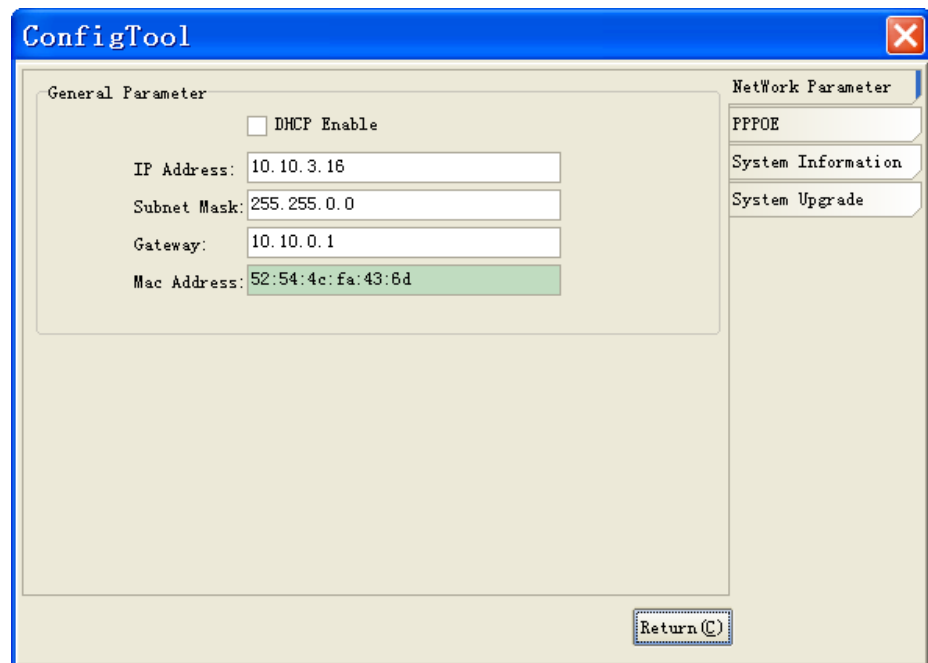 ConfigTool
General Parameter
DHCP Enable
IP Address: 10.10.3.16
Subnet Mask: 255.255.0.0
Gateway: 10.10.0.1
Mac Address: 52:54:4c:fa:43:6d
NetWork Parameter
PPPOE
System Information
System Upgrade
Return(C)